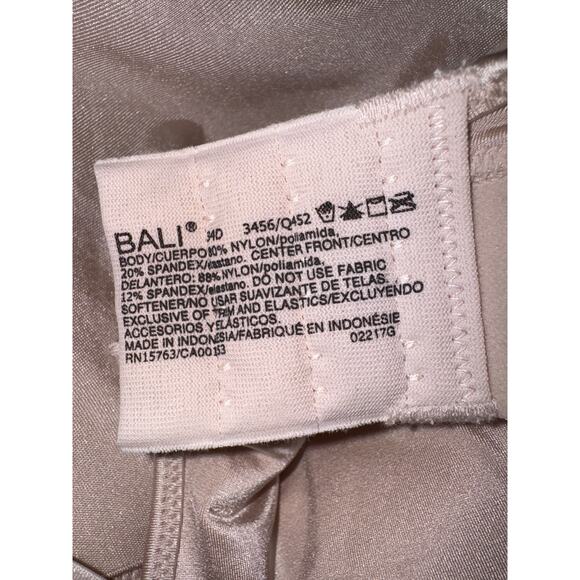 BALI® 3456/Q452
BODY/CUERPO 80% NYLON/poliamida,
20% SPANDEX/elastano. CENTER FRONT/CENTRO
DELANTERO: 88% NYLON/poliamida,
12% SPANDEX/elastano. DO NOT USE FABRIC
SOFTENER/NO USAR SUAVIZANTE DE TELAS.
EXCLUSIVE OF TRIM AND ELASTICS/EXCLUYENDO
ACCESORIOS Y ELÁSTICOS.
MADE IN INDONESIA/FABRIQUÉ EN INDONÉSIE
RN15763/CA00153 02217G